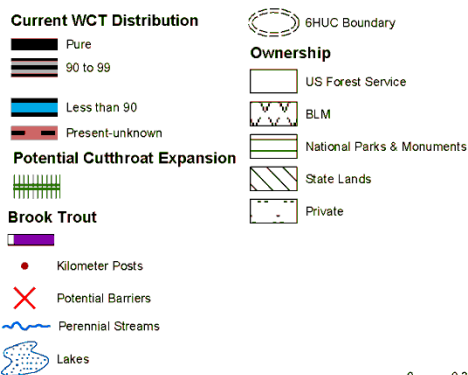 Current WCT Distribution
Pure
90 to 99
Less than 90
Present-unknown
Potential Cutthroat Expansion
Brook Trout
Kilometer Posts
Potential Barriers
Perennial Streams
Lakes
6HUC Boundary
Ownership
US Forest Service
BLM
National Parks & Monuments
State Lands
Private